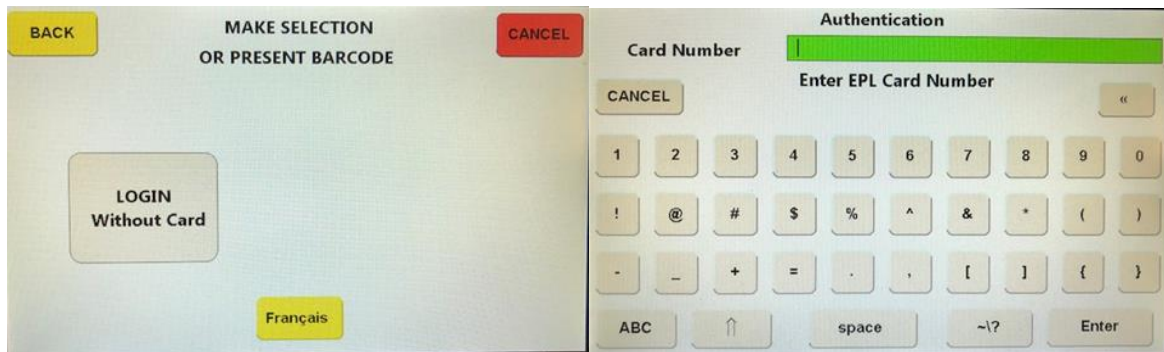 BACK
MAKE SELECTION
OR PRESENT BARCODE
CANCEL
LOGIN
Without Card
Français
Authentication
Card Number
Enter EPL Card Number
CANCEL
«
1 2 3 4 5 6 7 8 9 0
! @ # $ % ^ & * ( )
- _ + = . , [ ] { }
ABC ⇑ space ~\? Enter